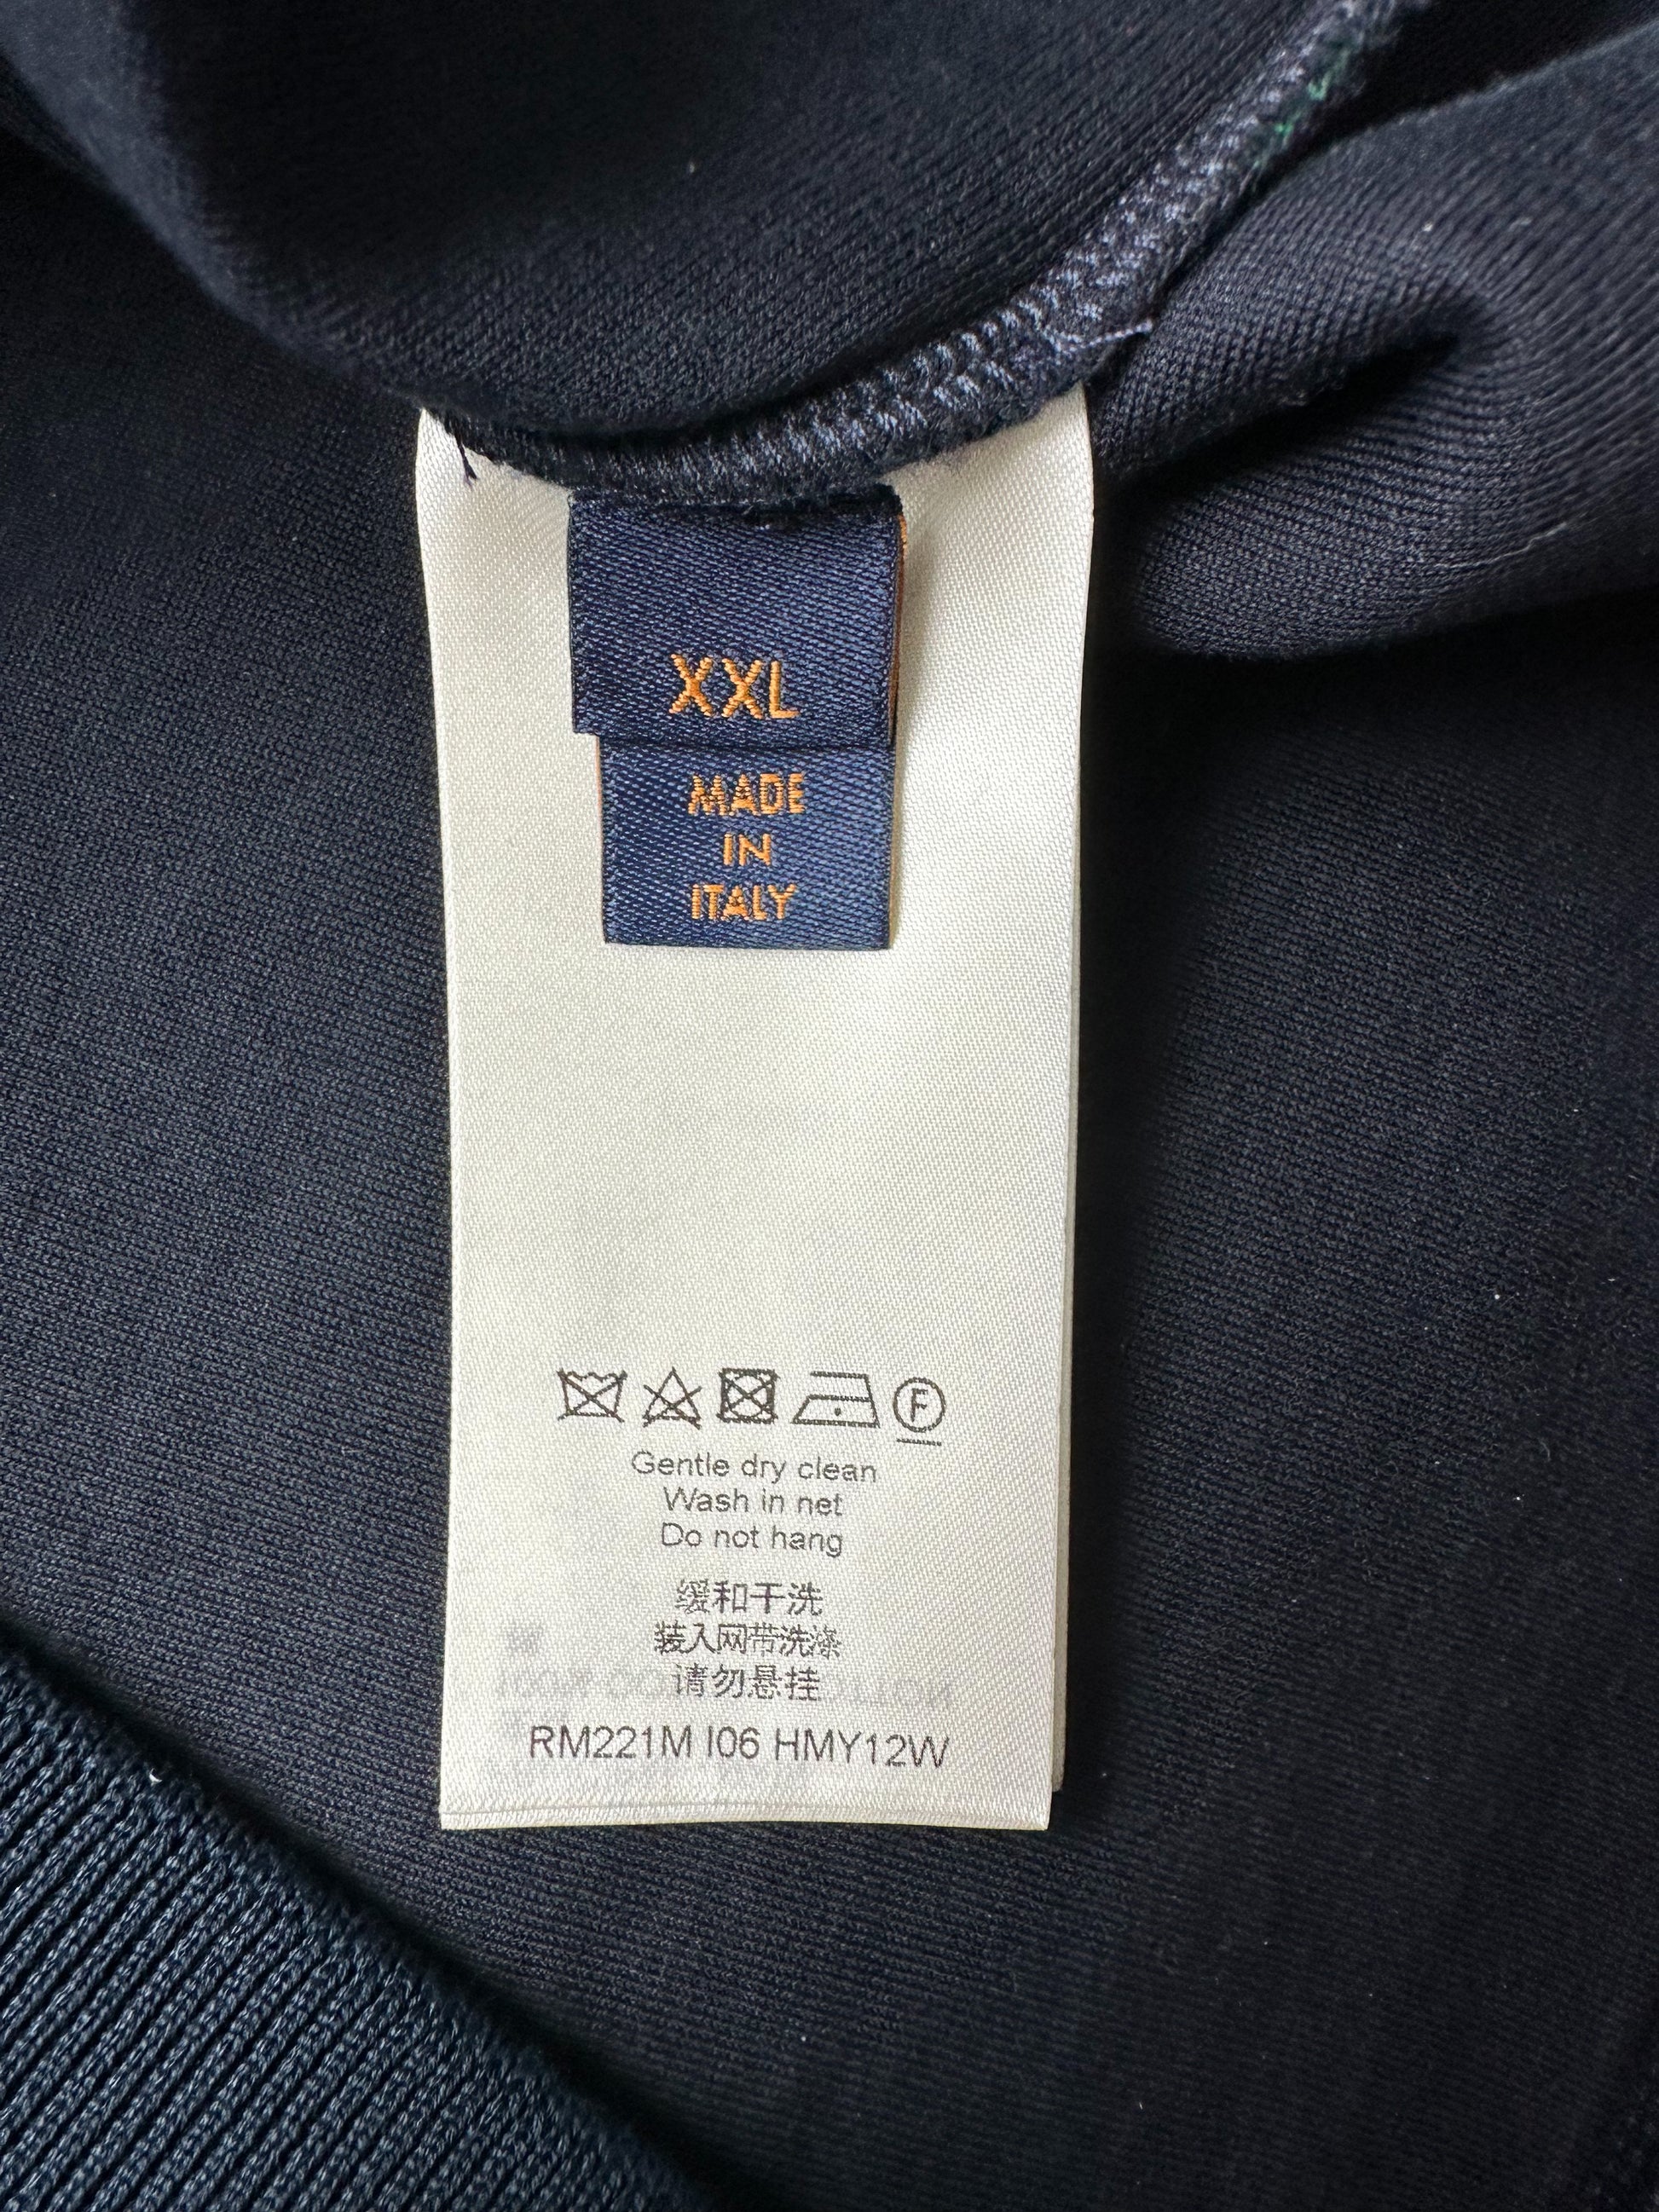 XXL
MADE
IN
ITALY
F
Gentle dry clean
Wash in net
Do not hang
缓和干洗
装入网带洗涤
请勿悬挂
RM221M I06 HMY12W